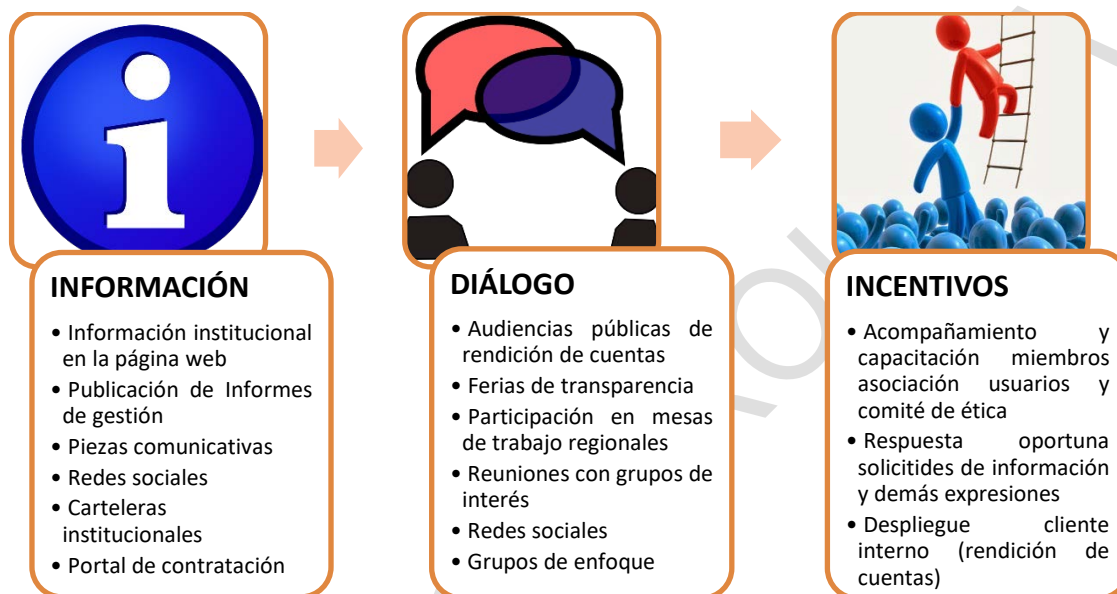 INFORMACIÓN
• Información institucional
en la página web
• Publicación de Informes
de gestión
• Piezas comunicativas
• Redes sociales
• Carteleras
institucionales
• Portal de contratación
DIÁLOGO
• Audiencias públicas de
rendición de cuentas
• Ferias de transparencia
• Participación en mesas
de trabajo regionales
• Reuniones con grupos de
interés
• Redes sociales
• Grupos de enfoque
INCENTIVOS
• Acompañamiento y
capacitación miembros
asociación usuarios y
comité de ética
• Respuesta oportuna
solicitides de información
y demás expresiones
• Despliegue cliente
interno (rendición de
cuentas)